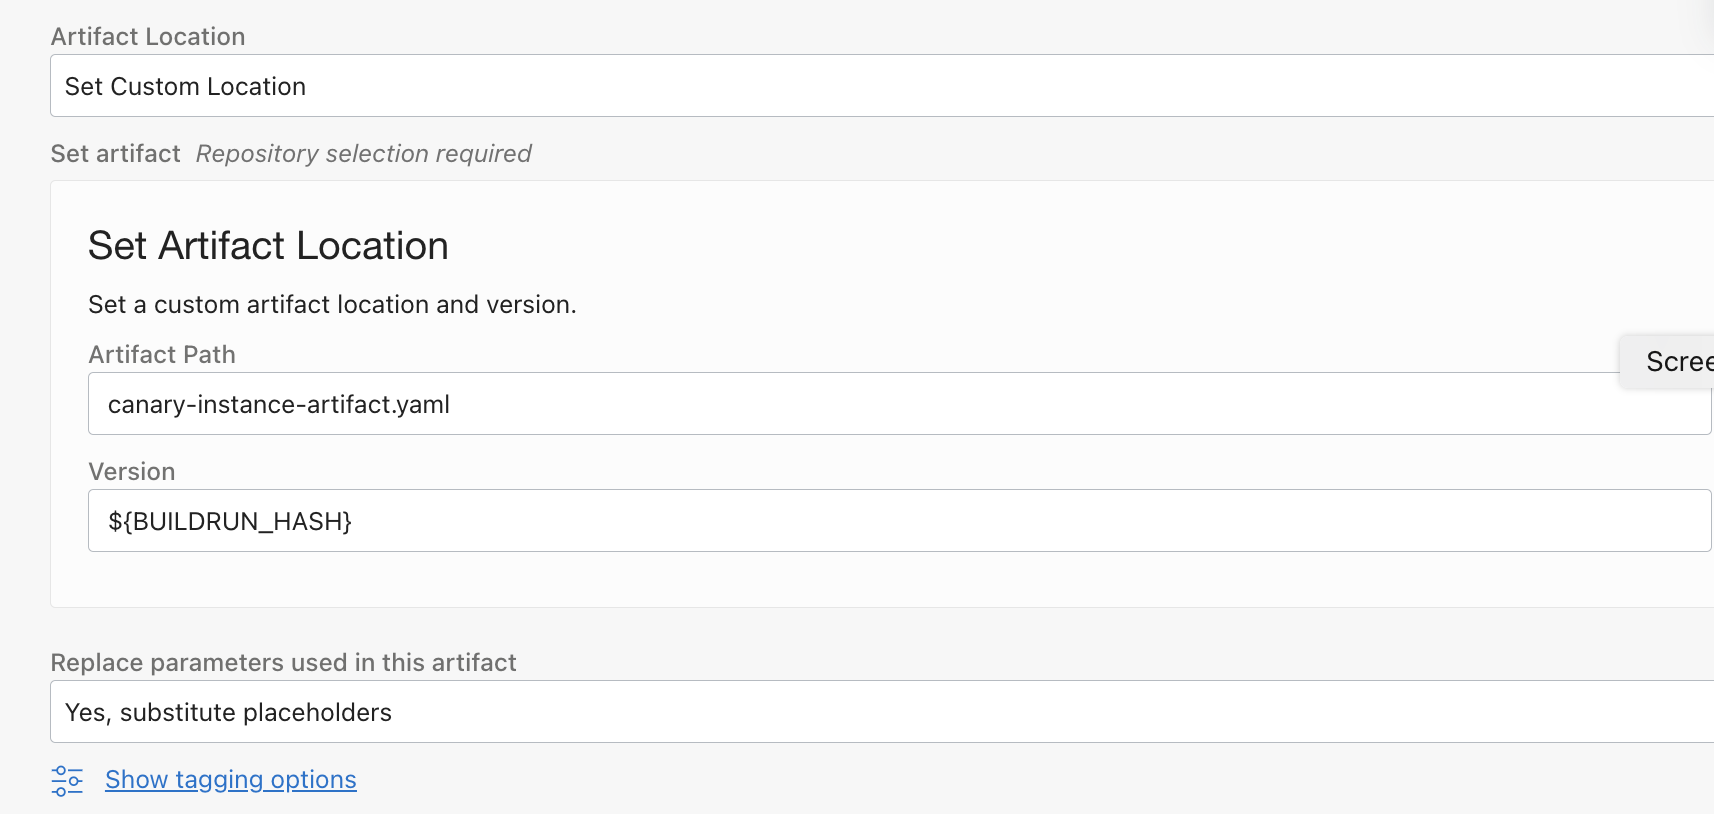 Artifact Location
Set Custom Location
Set artifact Repository selection required
Set Artifact Location
Set a custom artifact location and version.
Artifact Path
canary-instance-artifact.yaml
Version
${BUILDRUN_HASH}
Replace parameters used in this artifact
Yes, substitute placeholders
Show tagging options